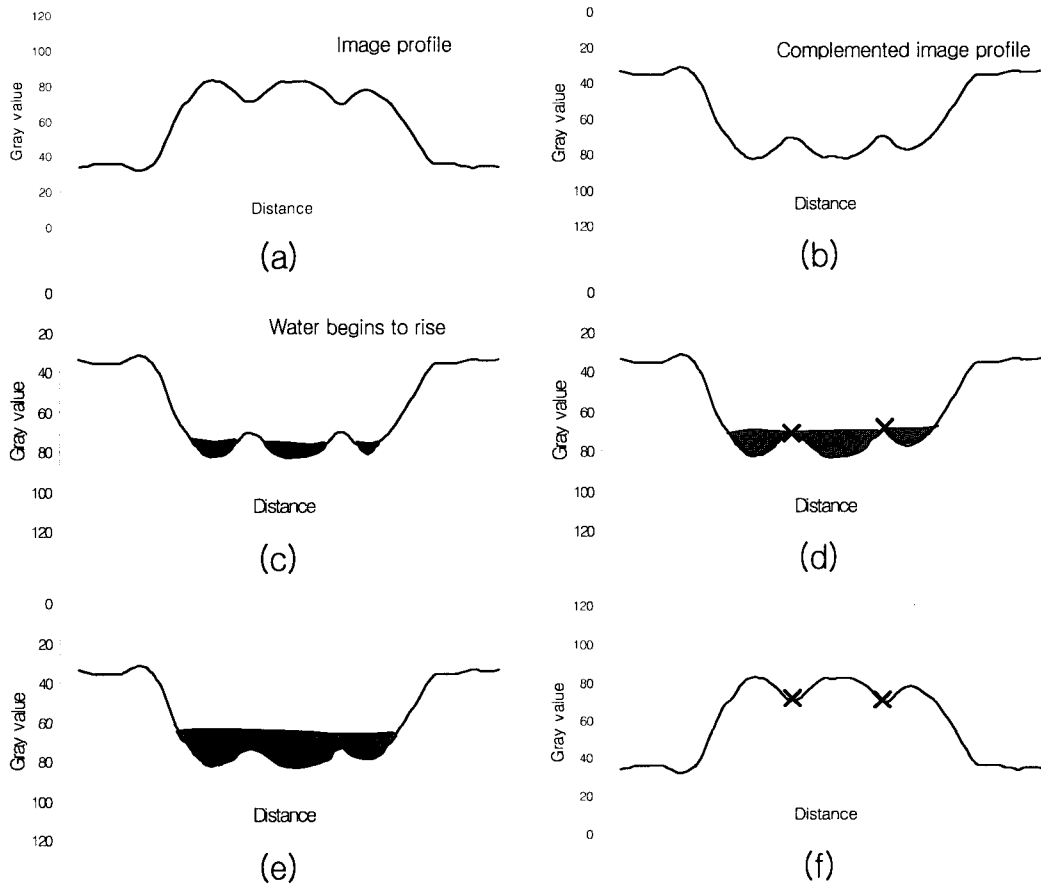 120
100
80
60
40
20
0
Gray value
Image profile
Distance
(a)
0
20
40
60
80
100
120
Gray value
Complemented image profile
Distance
(b)
0
20
40
60
80
100
120
Gray value
Water begins to rise
Distance
(c)
0
20
40
60
80
100
120
Gray value
Distance
(d)
0
20
40
60
80
100
120
Gray value
Distance
(e)
120
100
80
60
40
20
0
Gray value
Distance
(f)